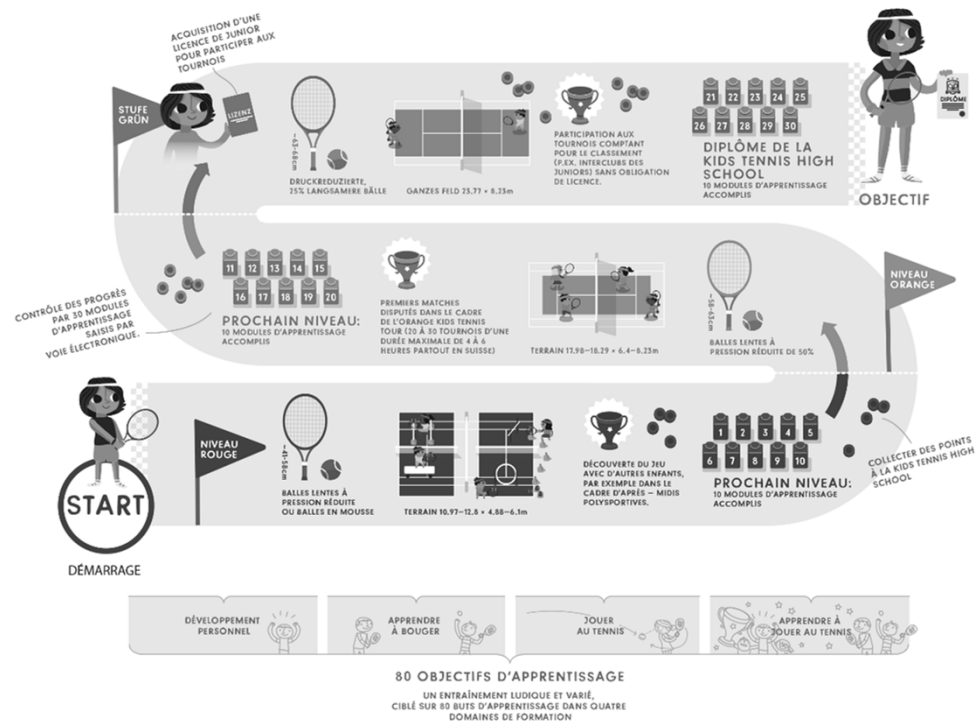 ACQUISITION D'UNE
LICENCE DE JUNIOR
POUR PARTICIPER AUX
TOURNOIS
STUFE
GRÜN
LIZENZ
~63-68cm
DRUCKREDUZIERTE,
25% LANGSAMERE BÄLLE
GANZES FELD 23,77 × 8,23m
PARTICIPATION AUX
TOURNOIS COMPTANT
POUR LE CLASSEMENT
(P.EX. INTERCLUBS DES
JUNIORS) SANS OBLIGATION
DE LICENCE.
21 22 23 24 25
26 27 28 29 30
DIPLÔME DE LA
KIDS TENNIS HIGH
SCHOOL
10 MODULES D'APPRENTISSAGE
ACCOMPLIS
DIPLÔME
OBJECTIF
CONTRÔLE DES PROGRÈS
PAR 30 MODULES
D'APPRENTISSAGE
SAISIS PAR
VOIE ÉLECTRONIQUE.
11 12 13 14 15
16 17 18 19 20
PROCHAIN NIVEAU:
10 MODULES D'APPRENTISSAGE
ACCOMPLIS
PREMIERS MATCHES
DISPUTÉS DANS LE CADRE
DE L'ORANGE KIDS TENNIS
TOUR (20 À 30 TOURNOIS D'UNE
DURÉE MAXIMALE DE 4 À 6
HEURES PARTOUT EN SUISSE)
TERRAIN 17.98–18.29 × 6.4–8.23m
~58-63cm
BALLES LENTES À
PRESSION RÉDUITE DE 50%
NIVEAU
ORANGE
START
DÉMARRAGE
NIVEAU
ROUGE
~41-58cm
BALLES LENTES À
PRESSION RÉDUITE
OU BALLES EN MOUSSE
TERRAIN 10.97–12.8 × 4.88–6.1m
DÉCOUVERTE DU JEU
AVEC D'AUTRES ENFANTS,
PAR EXEMPLE DANS LE
CADRE D'APRÈS – MIDIS
POLYSPORTIVES.
1 2 3 4 5
6 7 8 9 10
PROCHAIN NIVEAU:
10 MODULES D'APPRENTISSAGE
ACCOMPLIS
COLLECTER DES POINTS
À LA KIDS TENNIS HIGH
SCHOOL
DÉVELOPPEMENT
PERSONNEL
APPRENDRE
À BOUGER
JOUER
AU TENNIS
APPRENDRE À
JOUER AU TENNIS
80 OBJECTIFS D'APPRENTISSAGE
UN ENTRAÎNEMENT LUDIQUE ET VARIÉ,
CIBLÉ SUR 80 BUTS D'APPRENTISSAGE DANS QUATRE
DOMAINES DE FORMATION